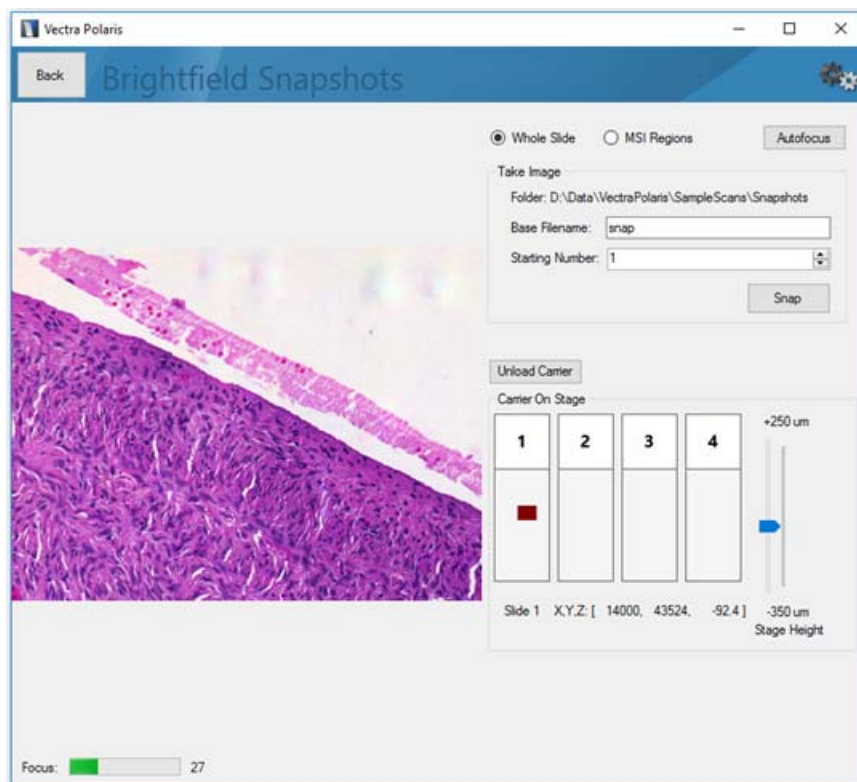 Vectra Polaris
Back
Brightfield Snapshots
Whole Slide MSI Regions Autofocus
Take Image
Folder: D:\Data\VectraPolaris\SampleScans\Snapshots
Base Filename: snap
Starting Number: 1
Snap
Unload Carrier
Carrier On Stage
1 2 3 4
+250 um
Slide 1 X,Y,Z: [ 14000, 43524, -92.4 ]
-350 um
Stage Height
Focus: 27